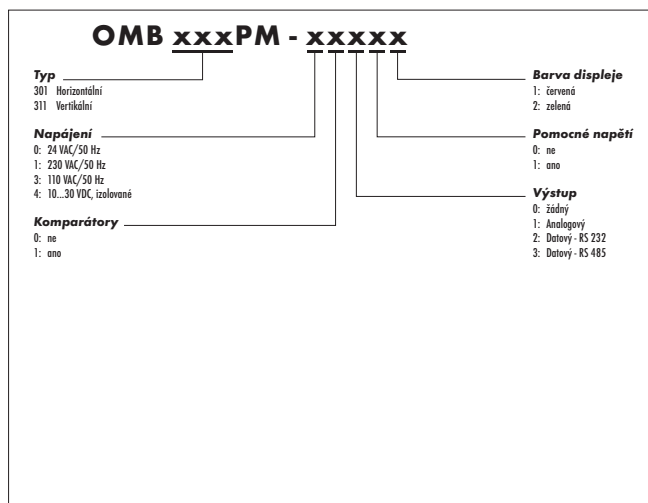 OMB xxxPM - xxxxx
Typ
301 Horizontální
311 Vertikální
Napájení
0: 24 VAC/50 Hz
1: 230 VAC/50 Hz
3: 110 VAC/50 Hz
4: 10...30 VDC, izolované
Komparátory
0: ne
1: ano
Barva displeje
1: červená
2: zelená
Pomocné napětí
0: ne
1: ano
Výstup
0: žádný
1: Analogový
2: Datový - RS 232
3: Datový - RS 485